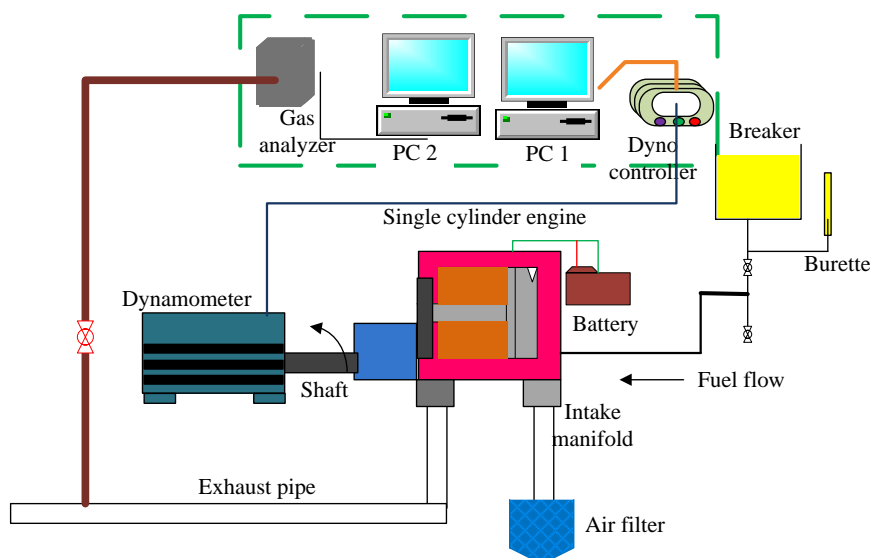 Gas
analyzer
PC 2
PC 1
Dyno
controller
Breaker
Single cylinder engine
Burette
Dynamometer
Battery
Shaft
Fuel flow
Intake
manifold
Exhaust pipe
Air filter